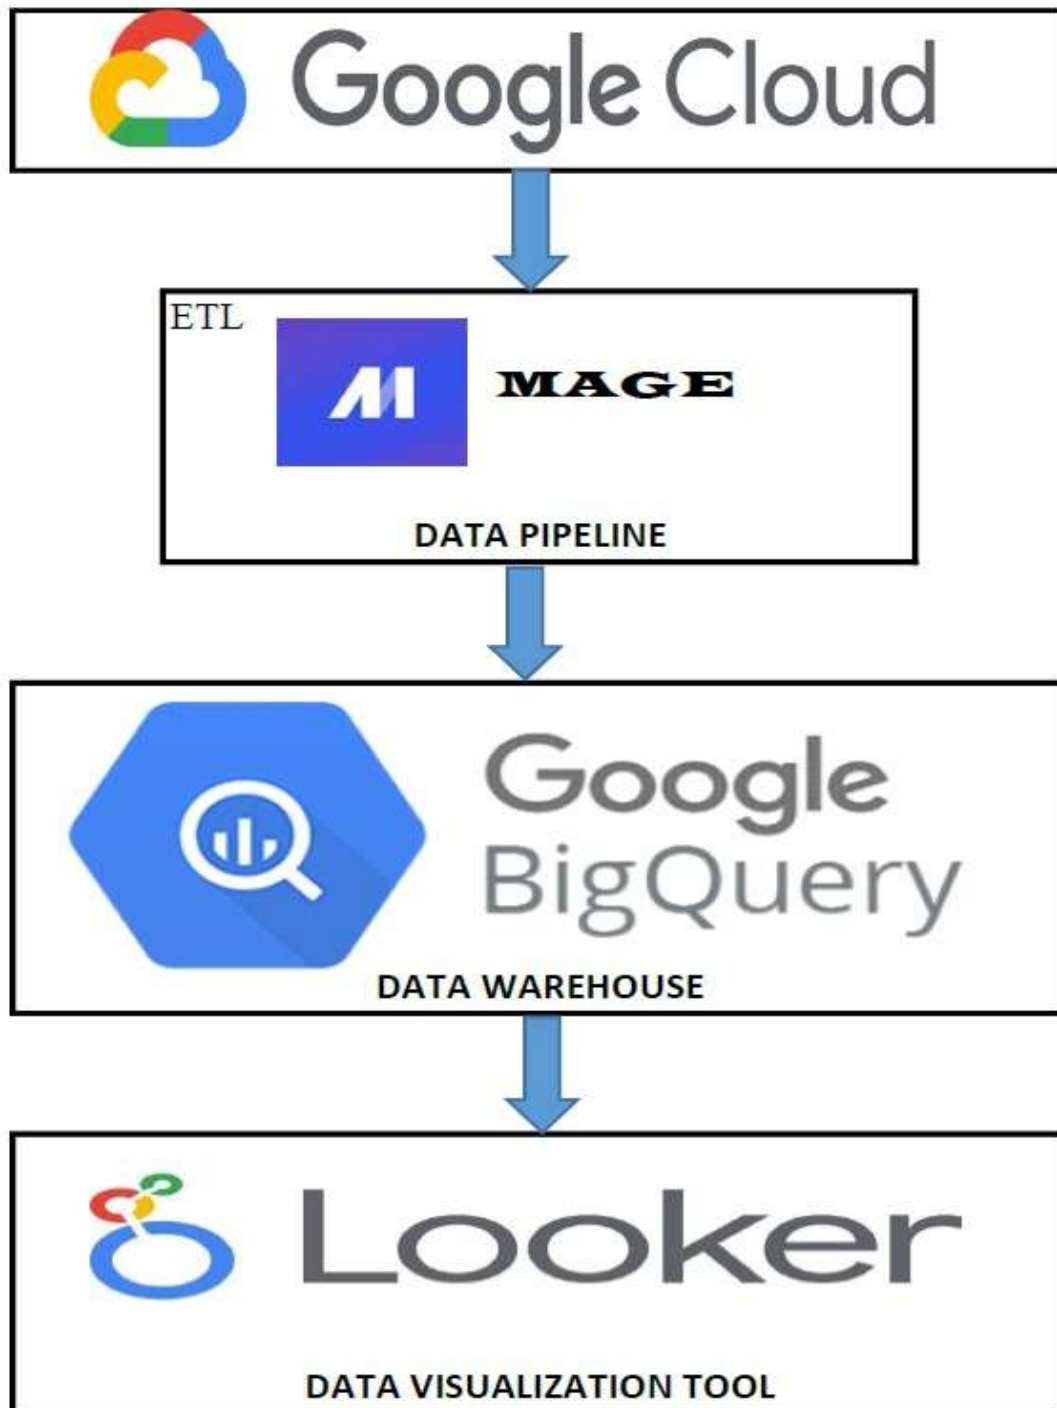 Google Cloud
ETL
MAGE
DATA PIPELINE
Google
BigQuery
DATA WAREHOUSE
Looker
DATA VISUALIZATION TOOL